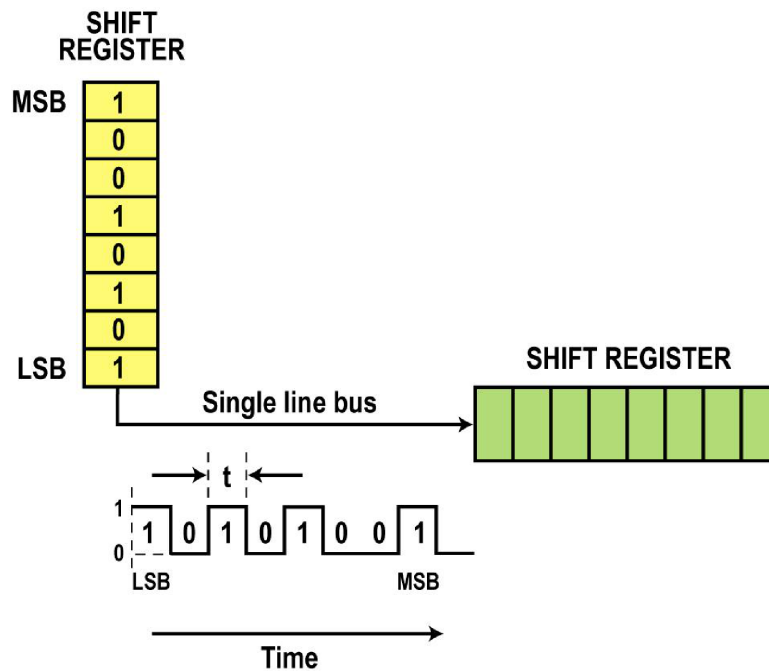 SHIFT
REGISTER
MSB 1
0
0
1
0
1
0
LSB 1
SHIFT REGISTER
Single line bus
t
1
1 0 1 0 1 0 0 1
0
LSB MSB
Time